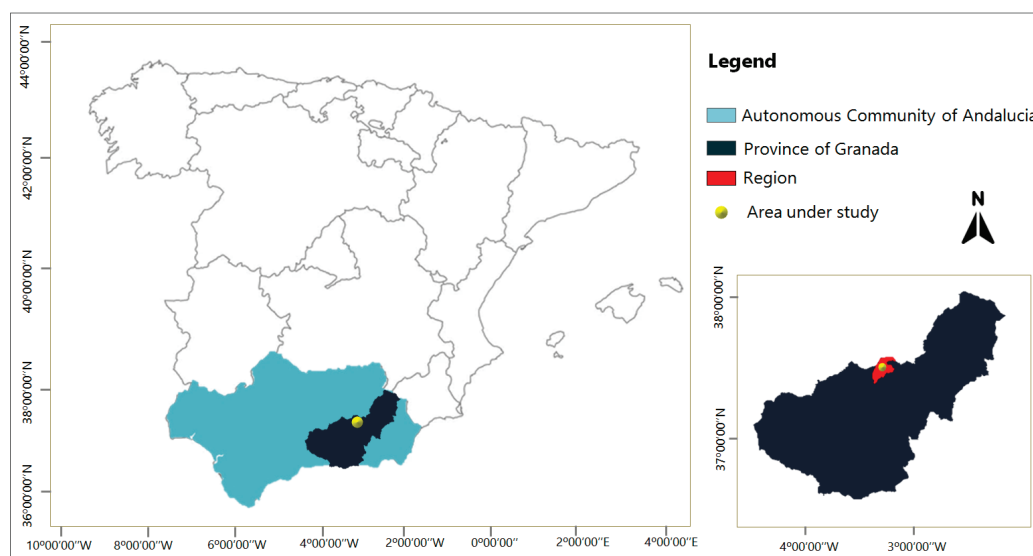 44°00'00"N
42°00'00"N
40°00'00"N
38°00'00"N
36°00'00"N
10°00'00"W
8°00'00"W
6°00'00"W
4°00'00"W
2°00'00"W
0°00'00"
2°00'00"E
4°00'00"E
Legend
Autonomous Community of Andalucia
Province of Granada
Region
Area under study
N
38°00'00"N
37°00'00"N
4°00'00"W
3°00'00"W